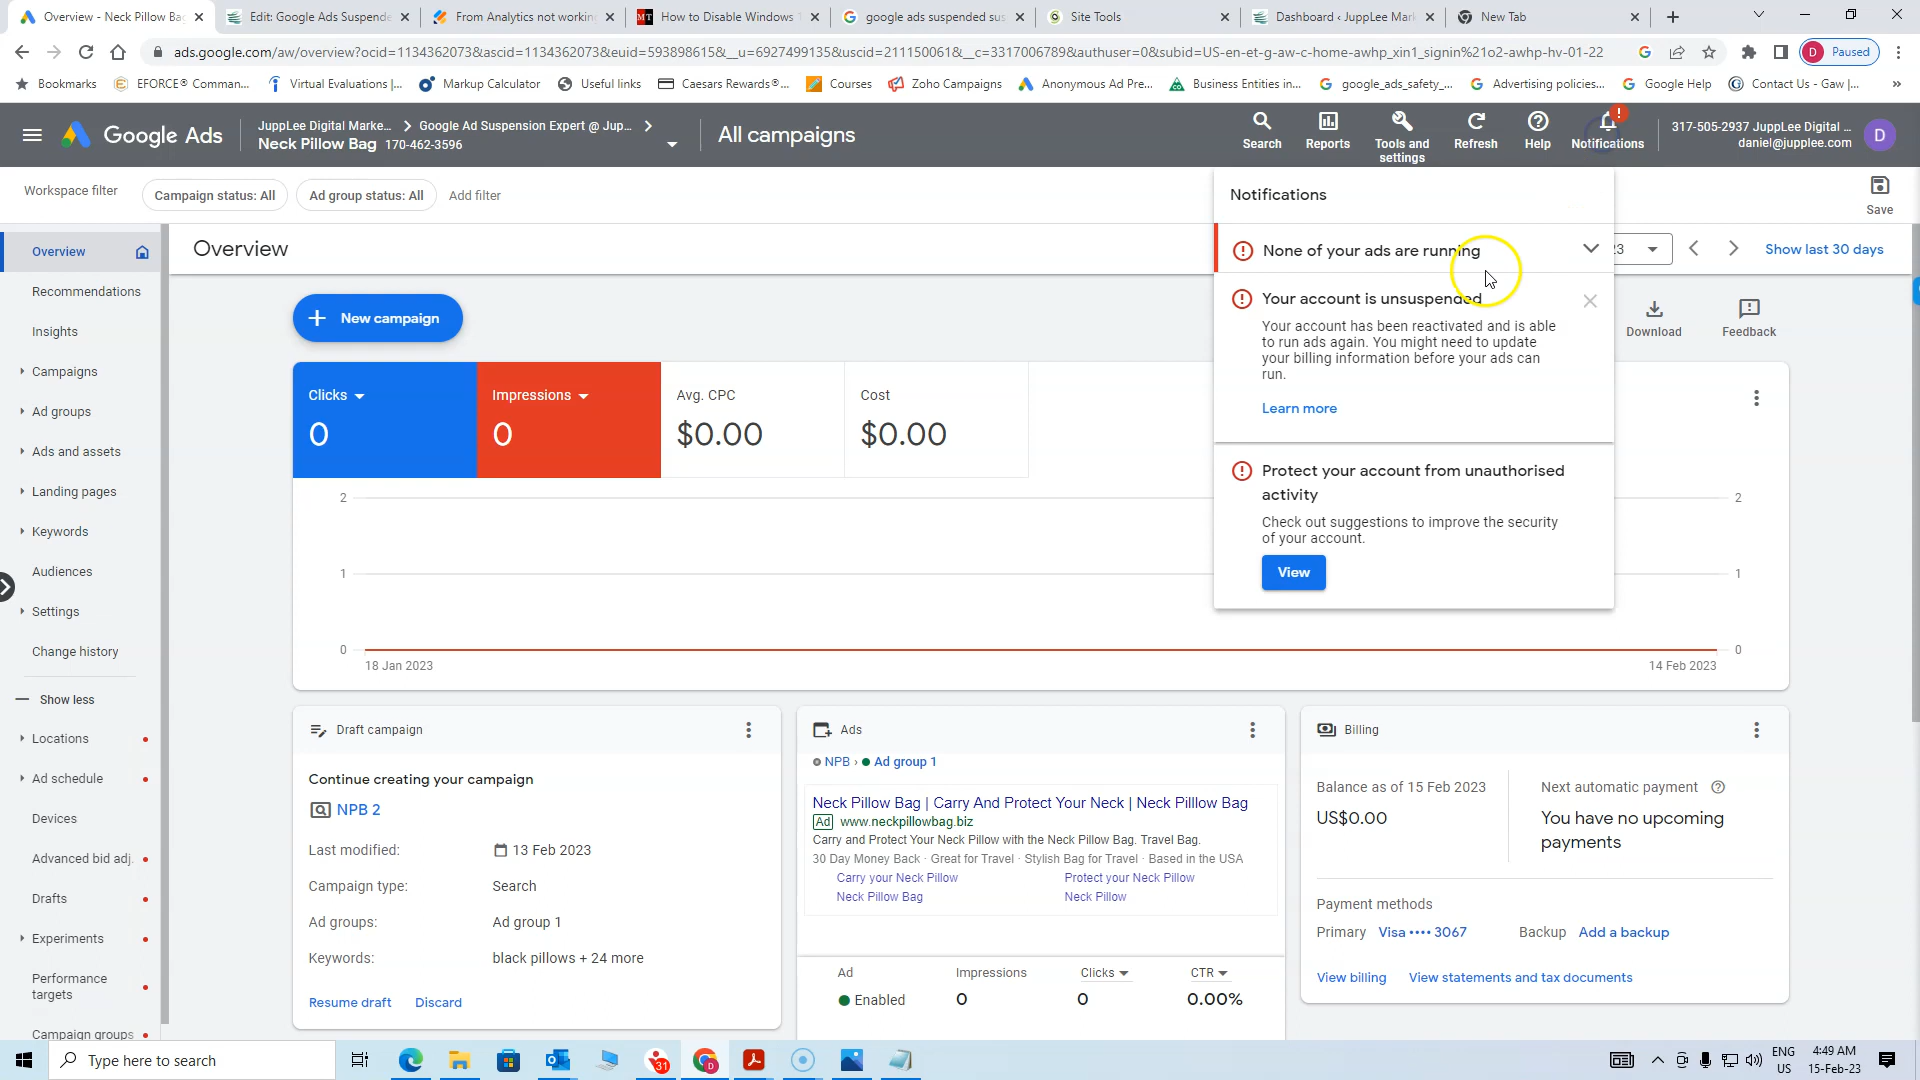 Overview - Neck Pillow Ba
Edit: Google Ads Suspende
From Analytics not workin
MT How to Disable Windows 1
google ads suspended sus
Site Tools
Dashboard ‹ JuppLee Mark
New Tab
ads.google.com/aw/overview?ocid=1134362073&ascid=1134362073&euid=593898615&__u=6927499135&uscid=211150061&__c=3317006789&authuser=0&subid=US-en-et-g-aw-c-home-awhp_xin1_signin%21o2-awhp-hv-01-22
D Paused
Bookmarks
EFORCE® Comman...
Virtual Evaluations |...
Markup Calculator
Useful links
Caesars Rewards®...
Courses
Zoho Campaigns
Anonymous Ad Pre...
Business Entities in...
google_ads_safety_...
Advertising policies...
Google Help
Contact Us - Gaw |...
»
Google Ads
JuppLee Digital Marke... > Google Ad Suspension Expert @ Jup... >
Neck Pillow Bag 170-462-3596
All campaigns
Search
Reports
Tools and settings
Refresh
Help
Notifications
317-505-2937 JuppLee Digital ...
daniel@jupplee.com
D
Workspace filter
Campaign status: All
Ad group status: All
Add filter
Save
Overview
Recommendations
Insights
Campaigns
Ad groups
Ads and assets
Landing pages
Keywords
Audiences
Settings
Change history
Show less
Locations
Ad schedule
Devices
Advanced bid adj.
Drafts
Experiments
Performance
targets
Campaign groups
Overview
23
Show last 30 days
New campaign
Download
Feedback
Notifications
None of your ads are running
Your account is unsuspended
Your account has been reactivated and is able
to run ads again. You might need to update
your billing information before your ads can
run.
Learn more
Protect your account from unauthorised
activity
Check out suggestions to improve the security
of your account.
View
Clicks
0
Impressions
0
Avg. CPC
$0.00
Cost
$0.00
2 2
1 1
0 0
18 Jan 2023 14 Feb 2023
Draft campaign
Continue creating your campaign
NPB 2
Last modified: 13 Feb 2023
Campaign type: Search
Ad groups: Ad group 1
Keywords: black pillows + 24 more
Resume draft Discard
Ads
NPB › Ad group 1
Neck Pillow Bag | Carry And Protect Your Neck | Neck Pilllow Bag
Ad www.neckpillowbag.biz
Carry and Protect Your Neck Pillow with the Neck Pillow Bag. Travel Bag.
30 Day Money Back · Great for Travel · Stylish Bag for Travel · Based in the USA
Carry your Neck Pillow Protect your Neck Pillow
Neck Pillow Bag Neck Pillow
Ad Impressions Clicks CTR
Enabled 0 0 0.00%
Billing
Balance as of 15 Feb 2023
US$0.00
Next automatic payment
You have no upcoming
payments
Payment methods
Primary Visa •••• 3067 Backup Add a backup
View billing View statements and tax documents
Type here to search
31
D
ENG
US
4:49 AM
15-Feb-23